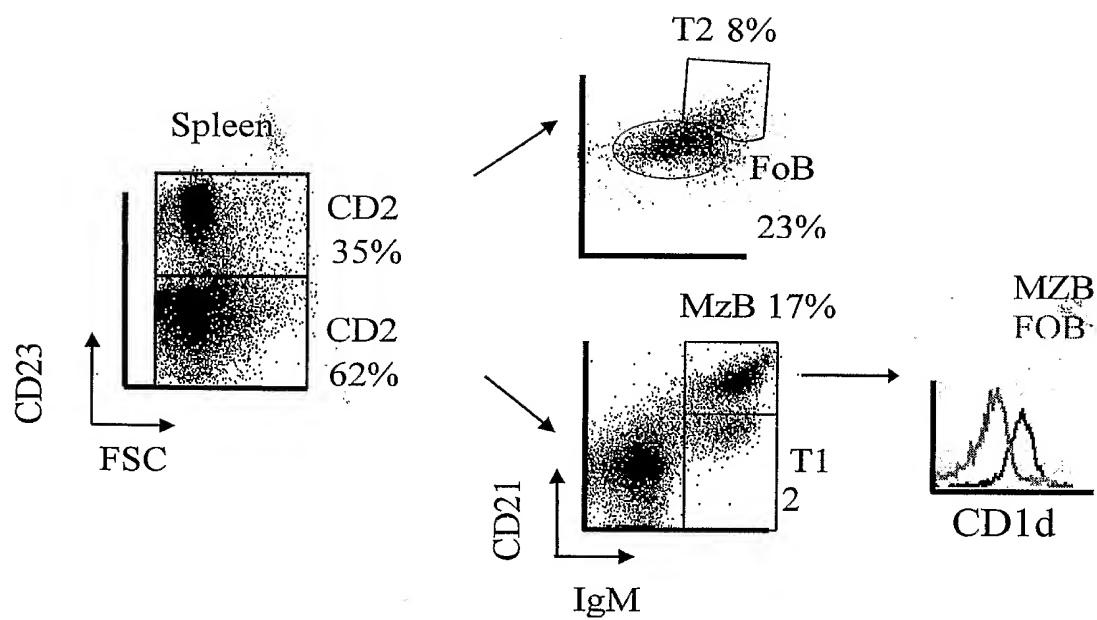 T2 8%
Spleen
CD2
35%
CD2
62%
FoB
23%
CD23
FSC
MzB 17%
T1
2
CD21
IgM
MZB
FOB
CD1d